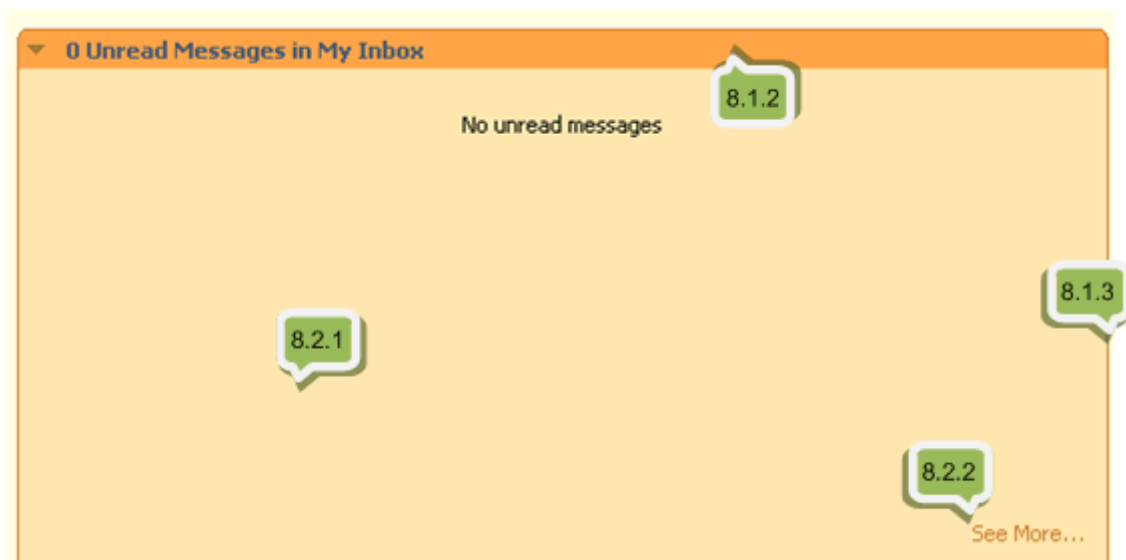 0 Unread Messages in My Inbox
8.1.2
No unread messages
8.1.3
8.2.1
8.2.2
See More...